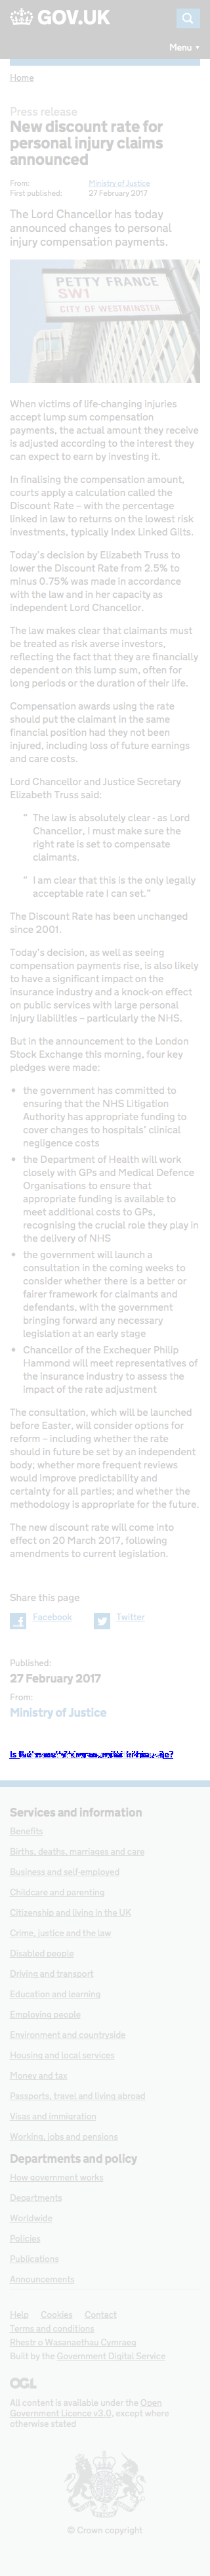 GOV.UK
Menu ▼
Home
Press release
New discount rate for
personal injury claims
announced
From: Ministry of Justice
First published: 27 February 2017
The Lord Chancellor has today
announced changes to personal
injury compensation payments.
PETTY FRANCE
SW1
CITY OF WESTMINSTER
When victims of life-changing injuries
accept lump sum compensation
payments, the actual amount they receive
is adjusted according to the interest they
can expect to earn by investing it.
In finalising the compensation amount,
courts apply a calculation called the
Discount Rate – with the percentage
linked in law to returns on the lowest risk
investments, typically Index Linked Gilts.
Today's decision by Elizabeth Truss to
lower the Discount Rate from 2.5% to
minus 0.75% was made in accordance
with the law and in her capacity as
independent Lord Chancellor.
The law makes clear that claimants must
be treated as risk averse investors,
reflecting the fact that they are financially
dependent on this lump sum, often for
long periods or the duration of their life.
Compensation awards using the rate
should put the claimant in the same
financial position had they not been
injured, including loss of future earnings
and care costs.
Lord Chancellor and Justice Secretary
Elizabeth Truss said:
“ The law is absolutely clear - as Lord
Chancellor, I must make sure the
right rate is set to compensate
claimants.
“ I am clear that this is the only legally
acceptable rate I can set.”
The Discount Rate has been unchanged
since 2001.
Today's decision, as well as seeing
compensation payments rise, is also likely
to have a significant impact on the
insurance industry and a knock-on effect
on public services with large personal
injury liabilities – particularly the NHS.
But in the announcement to the London
Stock Exchange this morning, four key
pledges were made:
• the government has committed to
ensuring that the NHS Litigation
Authority has appropriate funding to
cover changes to hospitals' clinical
negligence costs
• the Department of Health will work
closely with GPs and Medical Defence
Organisations to ensure that
appropriate funding is available to
meet additional costs to GPs,
recognising the crucial role they play in
the delivery of NHS
• the government will launch a
consultation in the coming weeks to
consider whether there is a better or
fairer framework for claimants and
defendants, with the government
bringing forward any necessary
legislation at an early stage
• Chancellor of the Exchequer Philip
Hammond will meet representatives of
the insurance industry to assess the
impact of the rate adjustment
The consultation, which will be launched
before Easter, will consider options for
reform – including whether the rate
should in future be set by an independent
body; whether more frequent reviews
would improve predictability and
certainty for all parties; and whether the
methodology is appropriate for the future.
The new discount rate will come into
effect on 20 March 2017, following
amendments to current legislation.
Share this page
Facebook Twitter
Published:
27 February 2017
From:
Ministry of Justice
Services and information
Benefits
Births, deaths, marriages and care
Business and self-employed
Childcare and parenting
Citizenship and living in the UK
Crime, justice and the law
Disabled people
Driving and transport
Education and learning
Employing people
Environment and countryside
Housing and local services
Money and tax
Passports, travel and living abroad
Visas and immigration
Working, jobs and pensions
Departments and policy
How government works
Departments
Worldwide
Policies
Publications
Announcements
Help Cookies Contact
Terms and conditions
Rhestr o Wasanaethau Cymraeg
Built by the Government Digital Service
OGL
All content is available under the Open
Government Licence v3.0, except where
otherwise stated
© Crown copyright